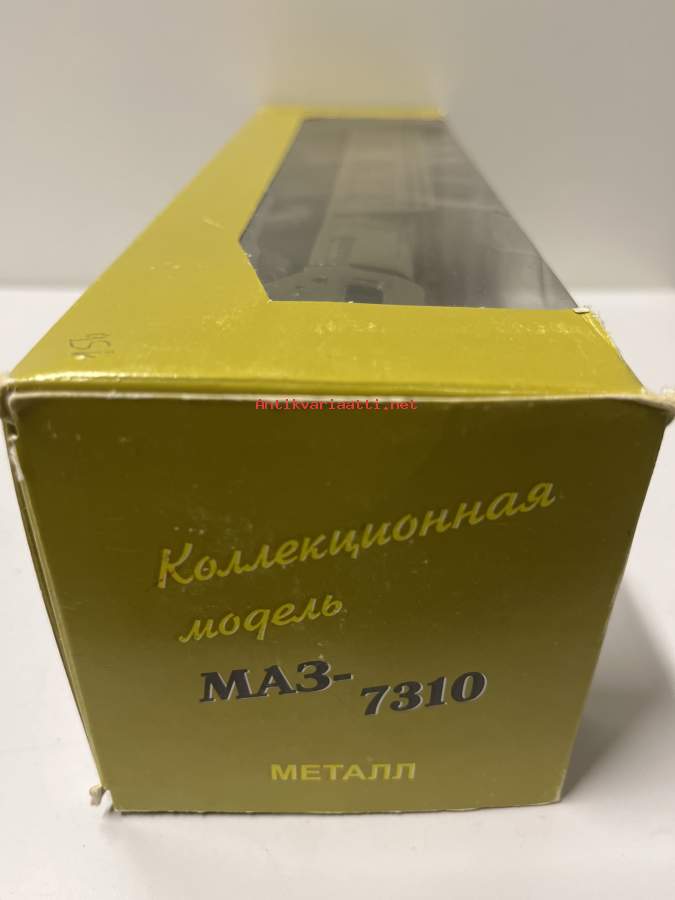 Antikvariaatti.net
Коллекционная
модель
МАЗ-
7310
МЕТАЛЛ